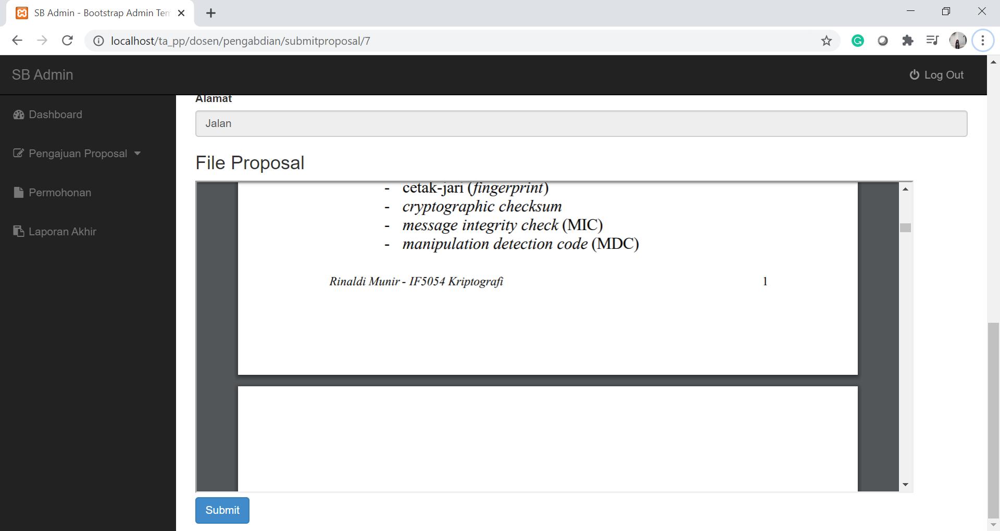 SB Admin - Bootstrap Admin Tem
localhost/ta_pp/dosen/pengabdian/submitproposal/7
SB Admin
Log Out
Dashboard
Pengajuan Proposal
Permohonan
Laporan Akhir
Alamat
Jalan
File Proposal
- cetak-jari (fingerprint)
- cryptographic checksum
- message integrity check (MIC)
- manipulation detection code (MDC)
Rinaldi Munir - IF5054 Kriptografi 1
Submit